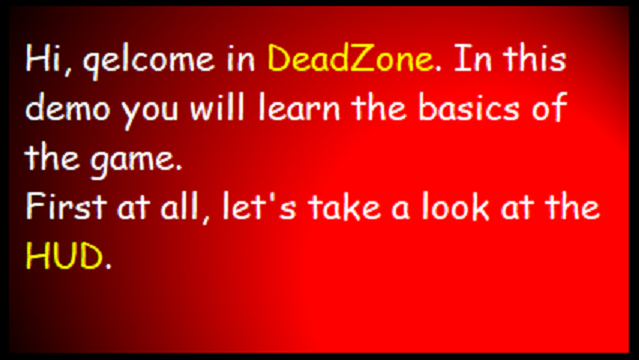 Hi, qelcome in DeadZone. In this
demo you will learn the basics of
the game.
First at all, let's take a look at the
HUD.